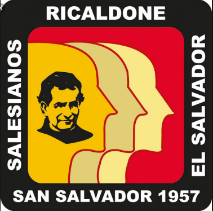 RICALDONE
SALESIANOS
EL SALVADOR
SAN SALVADOR 1957